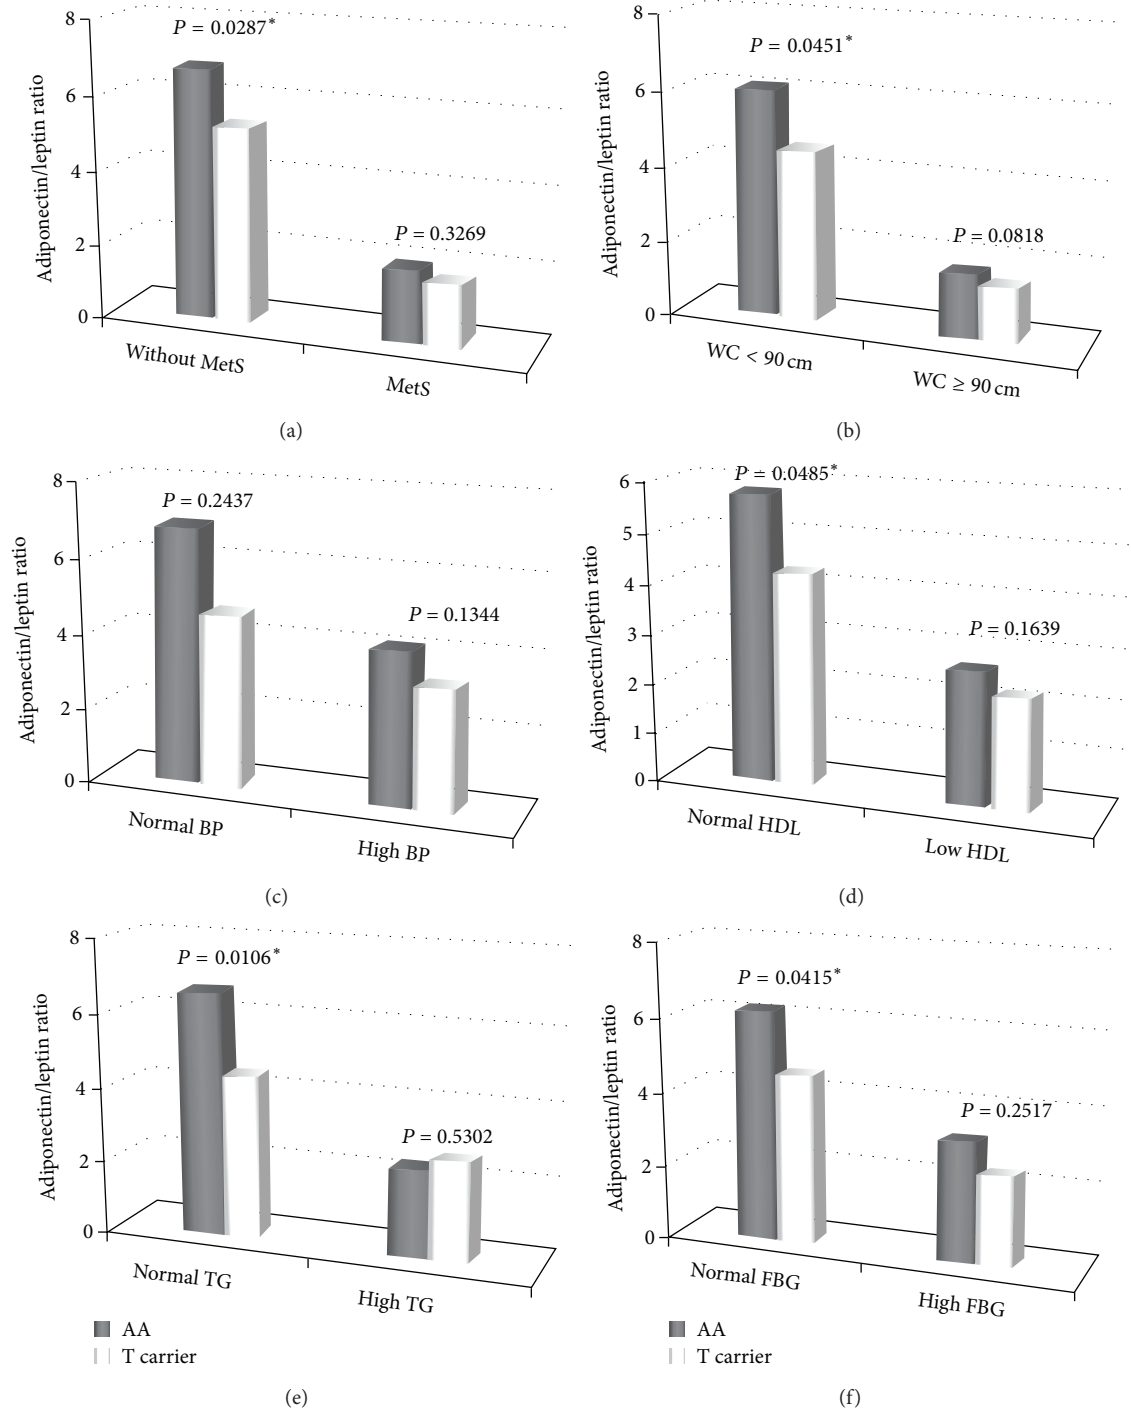 8
6
4
2
0
Adiponectin/leptin ratio
P = 0.0287*
P = 0.3269
Without MetS
MetS
(a)
8
6
4
2
0
Adiponectin/leptin ratio
P = 0.0451*
P = 0.0818
WC < 90 cm
WC ≥ 90 cm
(b)
8
6
4
2
0
Adiponectin/leptin ratio
P = 0.2437
P = 0.1344
Normal BP
High BP
(c)
6
5
4
3
2
1
0
Adiponectin/leptin ratio
P = 0.0485*
P = 0.1639
Normal HDL
Low HDL
(d)
8
6
4
2
0
Adiponectin/leptin ratio
P = 0.0106*
P = 0.5302
Normal TG
High TG
AA
T carrier
(e)
8
6
4
2
0
Adiponectin/leptin ratio
P = 0.0415*
P = 0.2517
Normal FBG
High FBG
AA
T carrier
(f)